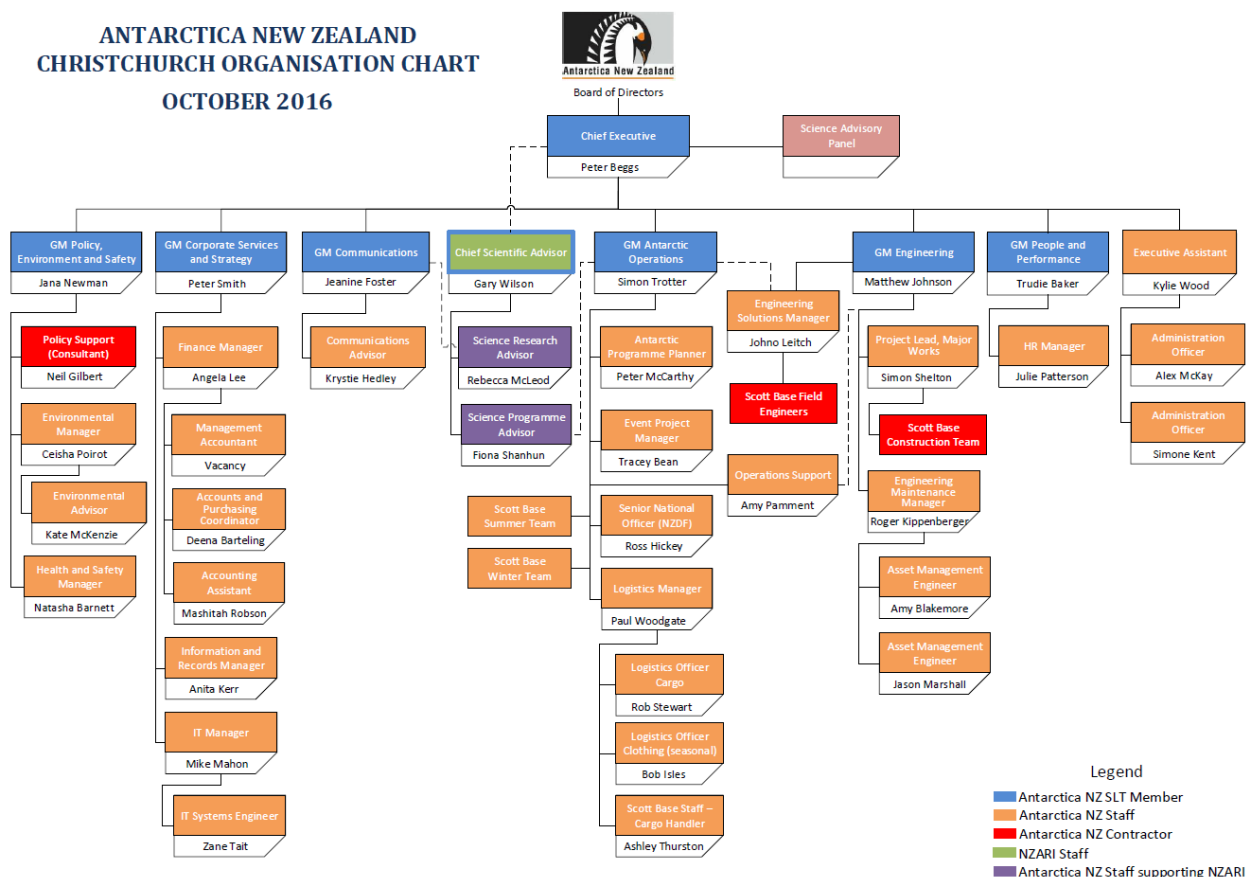 ANTARCTICA NEW ZEALAND
CHRISTCHURCH ORGANISATION CHART
OCTOBER 2016
Antarctica New Zealand
Board of Directors
Chief Executive
Peter Beggs
Science Advisory
Panel
GM Policy,
Environment and Safety
Jana Newman
Policy Support
(Consultant)
Neil Gilbert
Environmental
Manager
Ceisha Poirot
Environmental
Advisor
Kate McKenzie
Health and Safety
Manager
Natasha Barnett
GM Corporate Services
and Strategy
Peter Smith
Finance Manager
Angela Lee
Management
Accountant
Vacancy
Accounts and
Purchasing
Coordinator
Deena Barteling
Accounting
Assistant
Mashitah Robson
Information and
Records Manager
Anita Kerr
IT Manager
Mike Mahon
IT Systems Engineer
Zane Tait
GM Communications
Jeanine Foster
Communications
Advisor
Krystie Hedley
Chief Scientific Advisor
Gary Wilson
Science Research
Advisor
Rebecca McLeod
Science Programme
Advisor
Fiona Shanhun
GM Antarctic
Operations
Simon Trotter
Antarctic
Programme Planner
Peter McCarthy
Event Project
Manager
Tracey Bean
Scott Base
Summer Team
Senior National
Officer (NZDF)
Ross Hickey
Scott Base
Winter Team
Logistics Manager
Paul Woodgate
Logistics Officer
Cargo
Rob Stewart
Logistics Officer
Clothing (seasonal)
Bob Isles
Scott Base Staff –
Cargo Handler
Ashley Thurston
Engineering
Solutions Manager
Johno Leitch
Scott Base Field
Engineers
Operations Support
Amy Pamment
GM Engineering
Matthew Johnson
Project Lead, Major
Works
Simon Shelton
Scott Base
Construction Team
Engineering
Maintenance
Manager
Roger Kippenberger
Asset Management
Engineer
Amy Blakemore
Asset Management
Engineer
Jason Marshall
GM People and
Performance
Trudie Baker
HR Manager
Julie Patterson
Executive Assistant
Kylie Wood
Administration
Officer
Alex McKay
Administration
Officer
Simone Kent
Legend
Antarctica NZ SLT Member
Antarctica NZ Staff
Antarctica NZ Contractor
NZARI Staff
Antarctica NZ Staff supporting NZARI